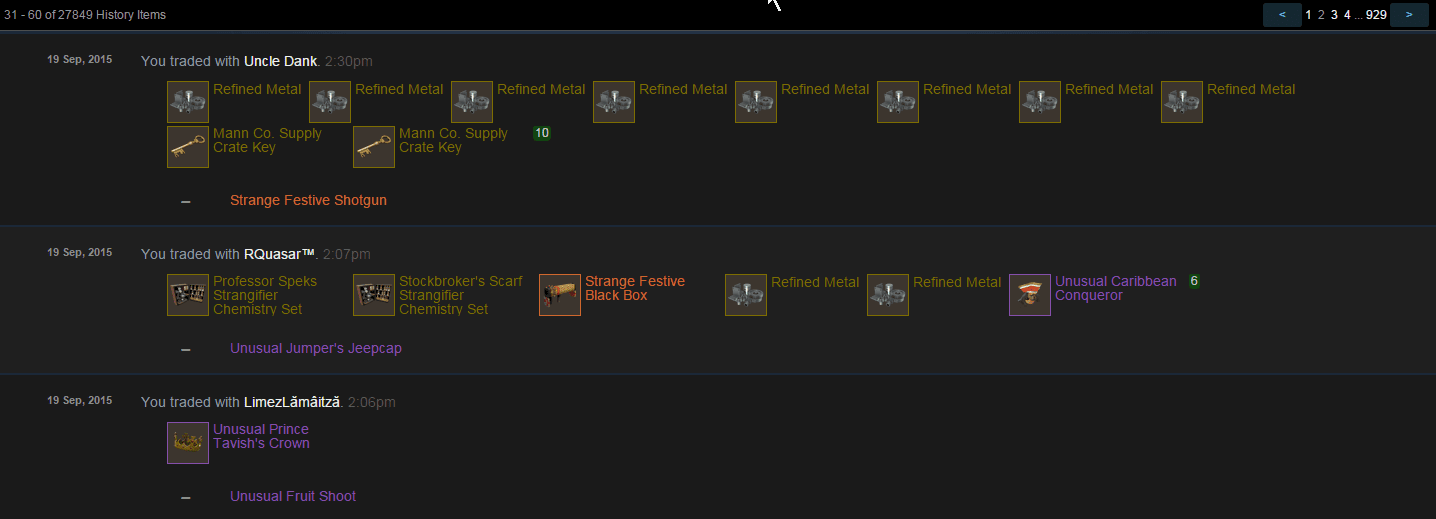 31 - 60 of 27849 History Items
< 1 2 3 4 ... 929 >
19 Sep, 2015
You traded with Uncle Dank. 2:30pm
Refined Metal Refined Metal Refined Metal Refined Metal Refined Metal Refined Metal Refined Metal Refined Metal
Mann Co. Supply Crate Key Mann Co. Supply Crate Key 10
– Strange Festive Shotgun
19 Sep, 2015
You traded with RQuasar™. 2:07pm
Professor Speks Strangifier Chemistry Set Stockbroker's Scarf Strangifier Chemistry Set Strange Festive Black Box Refined Metal Refined Metal Unusual Caribbean Conqueror 6
– Unusual Jumper's Jeepcap
19 Sep, 2015
You traded with LimezLămâitză. 2:06pm
Unusual Prince Tavish's Crown
– Unusual Fruit Shoot